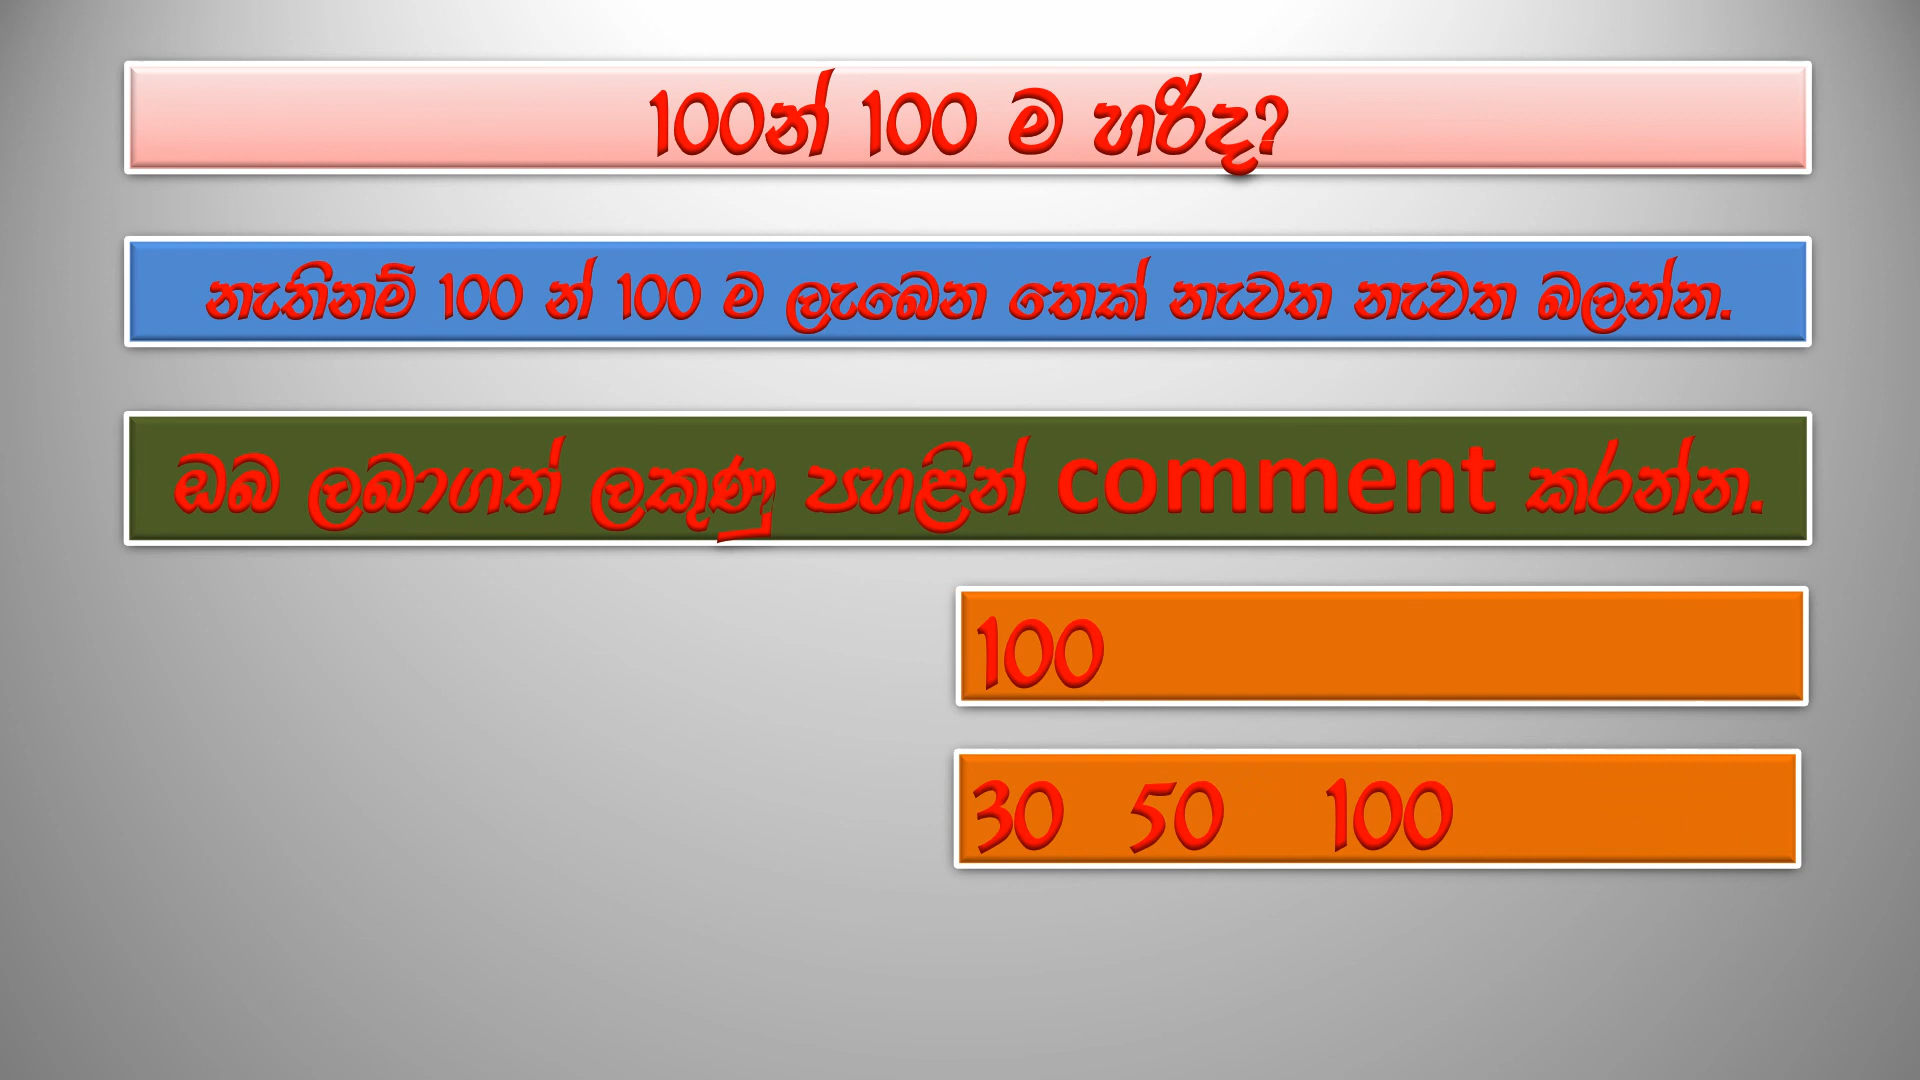 100න් 100 ම හරිද?
නැතිනම් 100 න් 100 ම ලැබෙන තෙක් නැවත නැවත බලන්න.
ඔබ ලබාගත් ලකුණු පහළින් comment කරන්න.
100
30 50 100